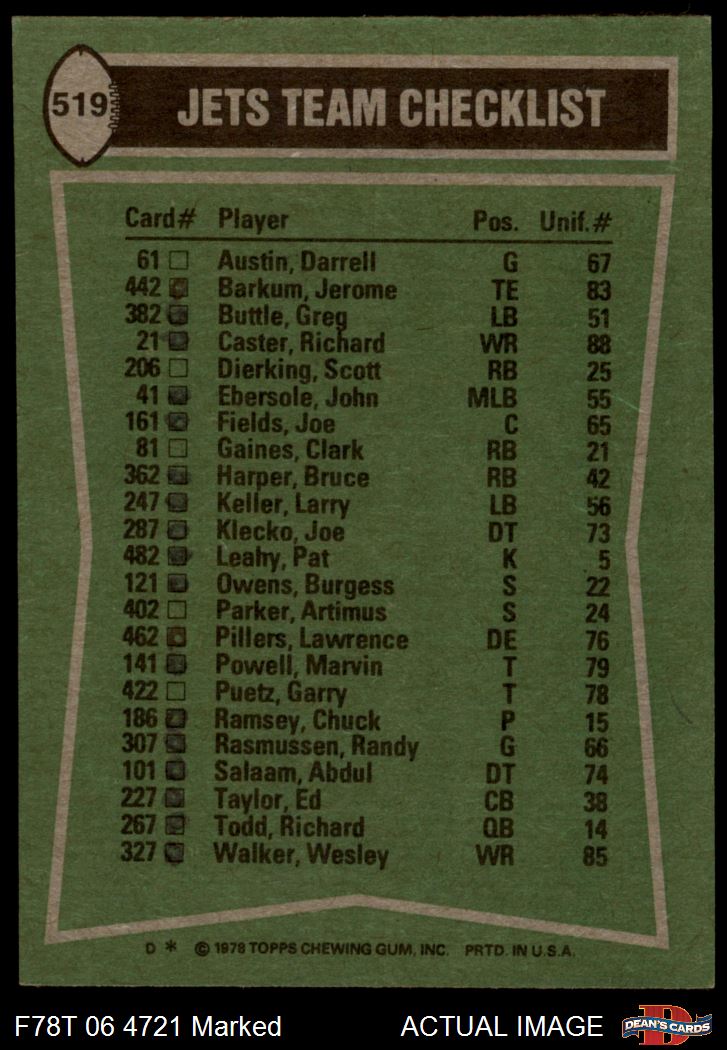 519 JETS TEAM CHECKLIST
Card# Player Pos. Unif.#
61 Austin, Darrell G 67
442 Barkum, Jerome TE 83
382 Buttle, Greg LB 51
21 Caster, Richard WR 88
206 Dierking, Scott RB 25
41 Ebersole, John MLB 55
161 Fields, Joe C 65
81 Gaines, Clark RB 21
362 Harper, Bruce RB 42
247 Keller, Larry LB 56
287 Klecko, Joe DT 73
482 Leahy, Pat K 5
121 Owens, Burgess S 22
402 Parker, Artimus S 24
462 Pillers, Lawrence DE 76
141 Powell, Marvin T 79
422 Puetz, Garry T 78
186 Ramsey, Chuck P 15
307 Rasmussen, Randy G 66
101 Salaam, Abdul DT 74
227 Taylor, Ed CB 38
267 Todd, Richard QB 14
327 Walker, Wesley WR 85
D * © 1978 TOPPS CHEWING GUM, INC. PRTD. IN U.S.A.
F78T 06 4721 Marked ACTUAL IMAGE
D DEAN'S CARDS